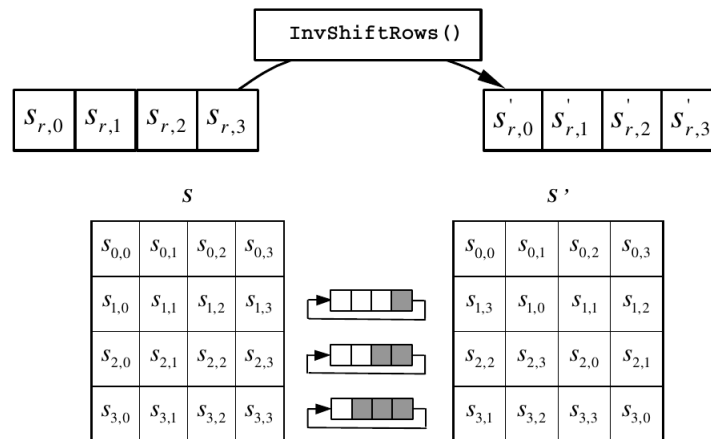 InvShiftRows()
s_{r,0} s_{r,1} s_{r,2} s_{r,3} s'_{r,0} s'_{r,1} s'_{r,2} s'_{r,3}
S S'
s_{0,0} s_{0,1} s_{0,2} s_{0,3} s_{0,0} s_{0,1} s_{0,2} s_{0,3}
s_{1,0} s_{1,1} s_{1,2} s_{1,3} s_{1,3} s_{1,0} s_{1,1} s_{1,2}
s_{2,0} s_{2,1} s_{2,2} s_{2,3} s_{2,2} s_{2,3} s_{2,0} s_{2,1}
s_{3,0} s_{3,1} s_{3,2} s_{3,3} s_{3,1} s_{3,2} s_{3,3} s_{3,0}